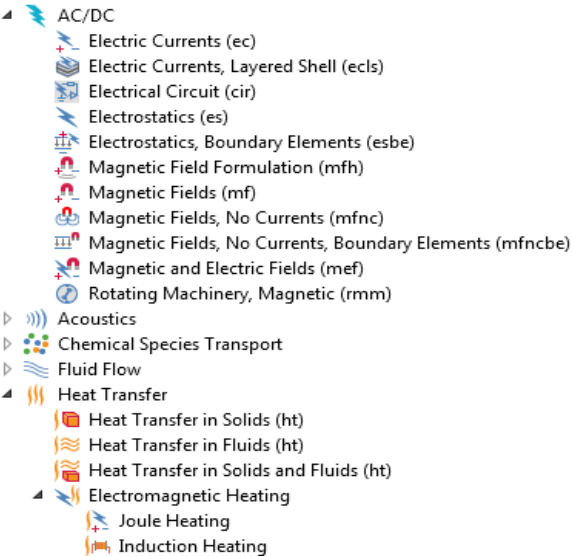 AC/DC
Electric Currents (ec)
Electric Currents, Layered Shell (ecls)
Electrical Circuit (cir)
Electrostatics (es)
Electrostatics, Boundary Elements (esbe)
Magnetic Field Formulation (mfh)
Magnetic Fields (mf)
Magnetic Fields, No Currents (mfnc)
Magnetic Fields, No Currents, Boundary Elements (mfncbe)
Magnetic and Electric Fields (mef)
Rotating Machinery, Magnetic (rmm)
Acoustics
Chemical Species Transport
Fluid Flow
Heat Transfer
Heat Transfer in Solids (ht)
Heat Transfer in Fluids (ht)
Heat Transfer in Solids and Fluids (ht)
Electromagnetic Heating
Joule Heating
Induction Heating